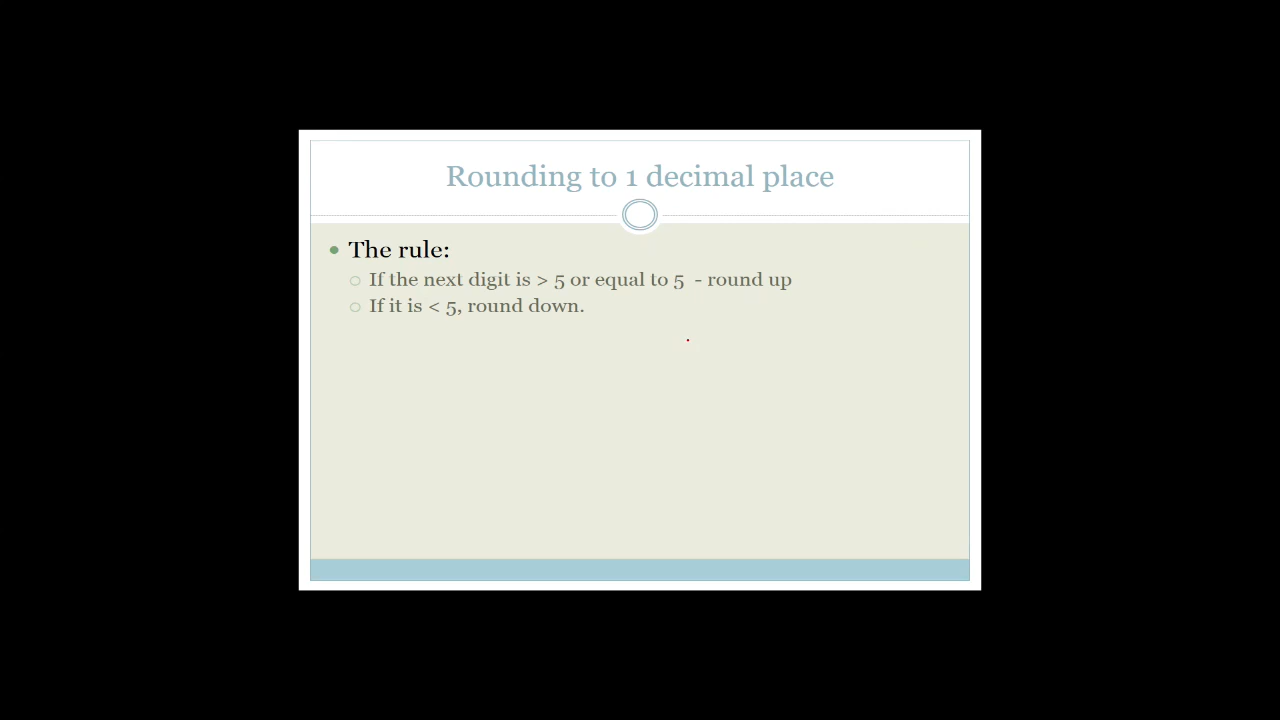 Rounding to 1 decimal place
The rule:
If the next digit is > 5 or equal to 5  - round up
If it is < 5, round down.